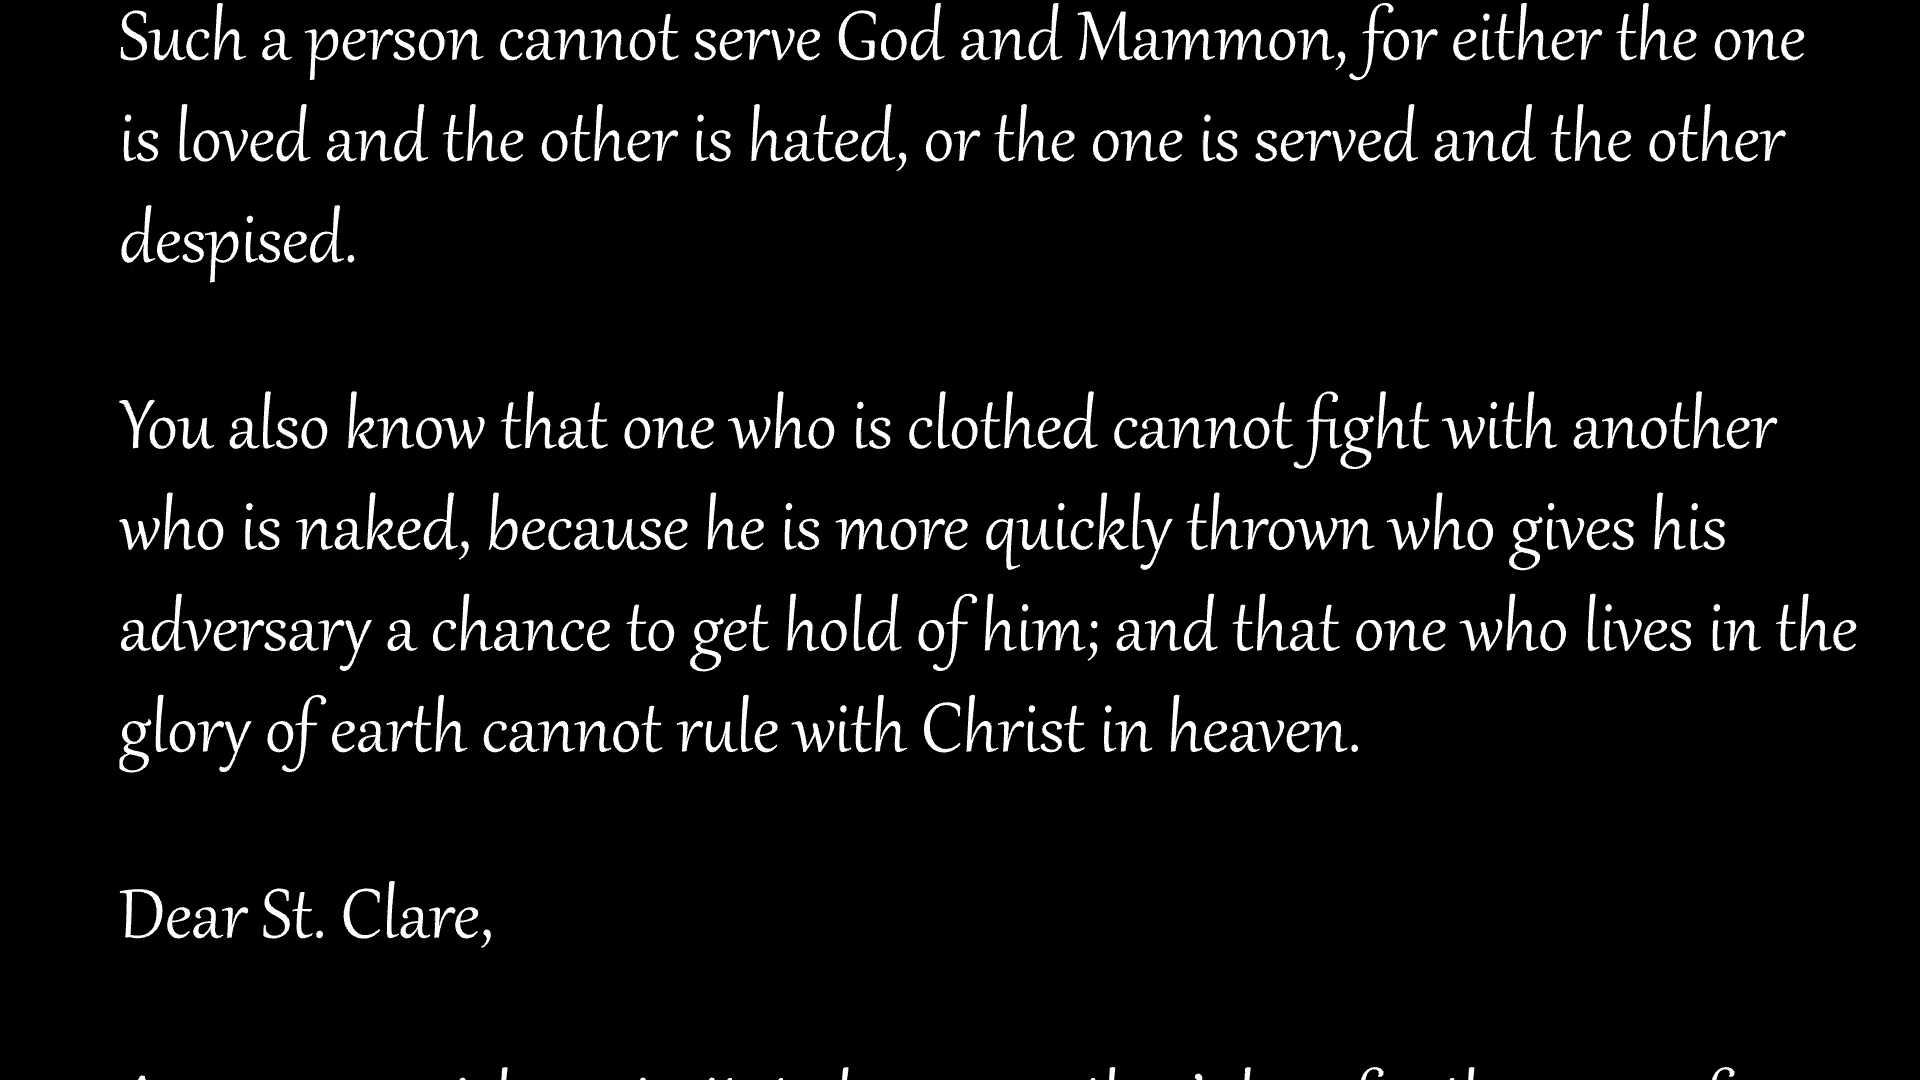 Such a person cannot serve God and Mammon, for either the one
is loved and the other is hated, or the one is served and the other
despised.
You also know that one who is clothed cannot fight with another
who is naked, because he is more quickly thrown who gives his
adversary a chance to get hold of him; and that one who lives in the
glory of earth cannot rule with Christ in heaven.
Dear St. Clare,